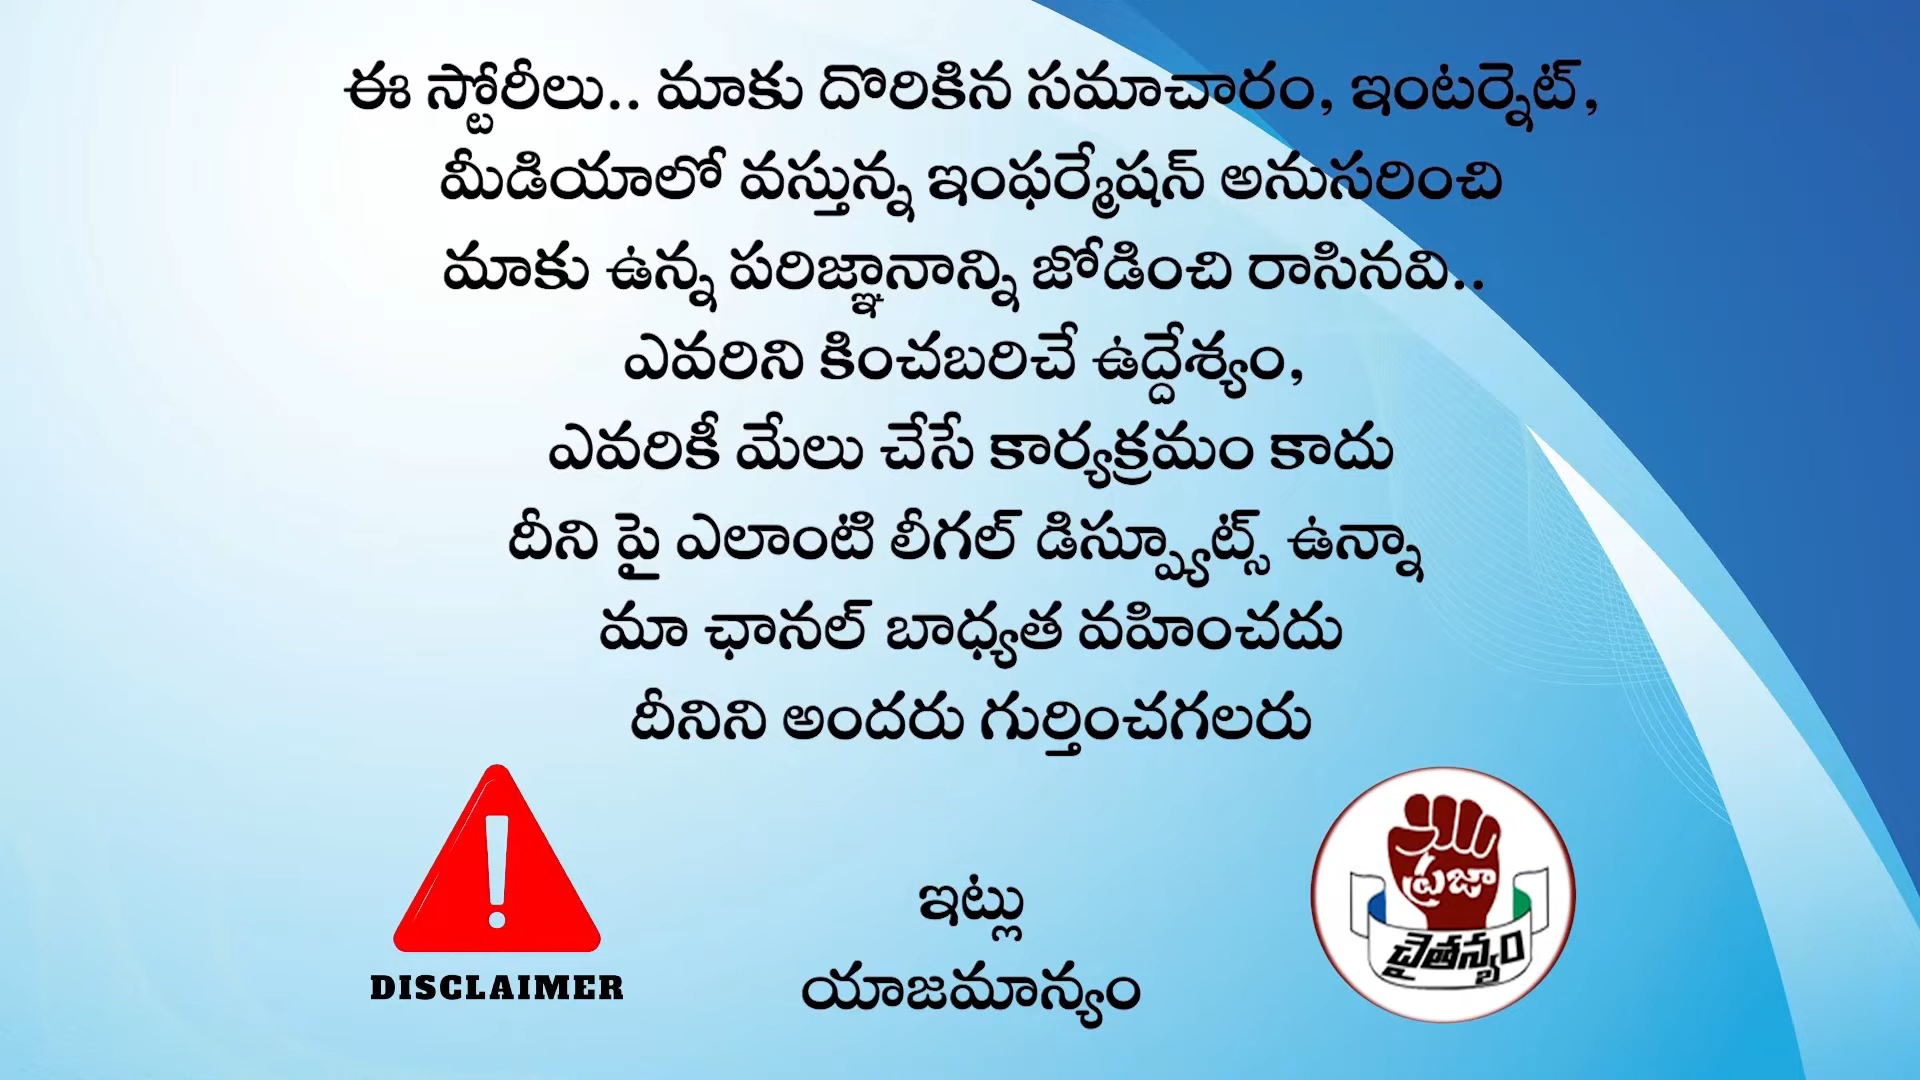 ఈ స్టోరీలు.. మాకు దొరికిన సమాచారం, ఇంటర్నెట్,
మీడియాలో వస్తున్న ఇంఫర్మేషన్ అనుసరించి
మాకు ఉన్న పరిజ్ఞానాన్ని జోడించి రాసినవి..
ఎవరిని కించబరిచే ఉద్దేశ్యం,
ఎవరికీ మేలు చేసే కార్యక్రమం కాదు
దీని పై ఎలాంటి లీగల్ డిస్ప్యూట్స్ ఉన్నా
మా ఛానల్ బాధ్యత వహించదు
దీనిని అందరు గుర్తించగలరు
ఇట్లు
యాజమాన్యం
DISCLAIMER
ప్రజా
చైతన్యం